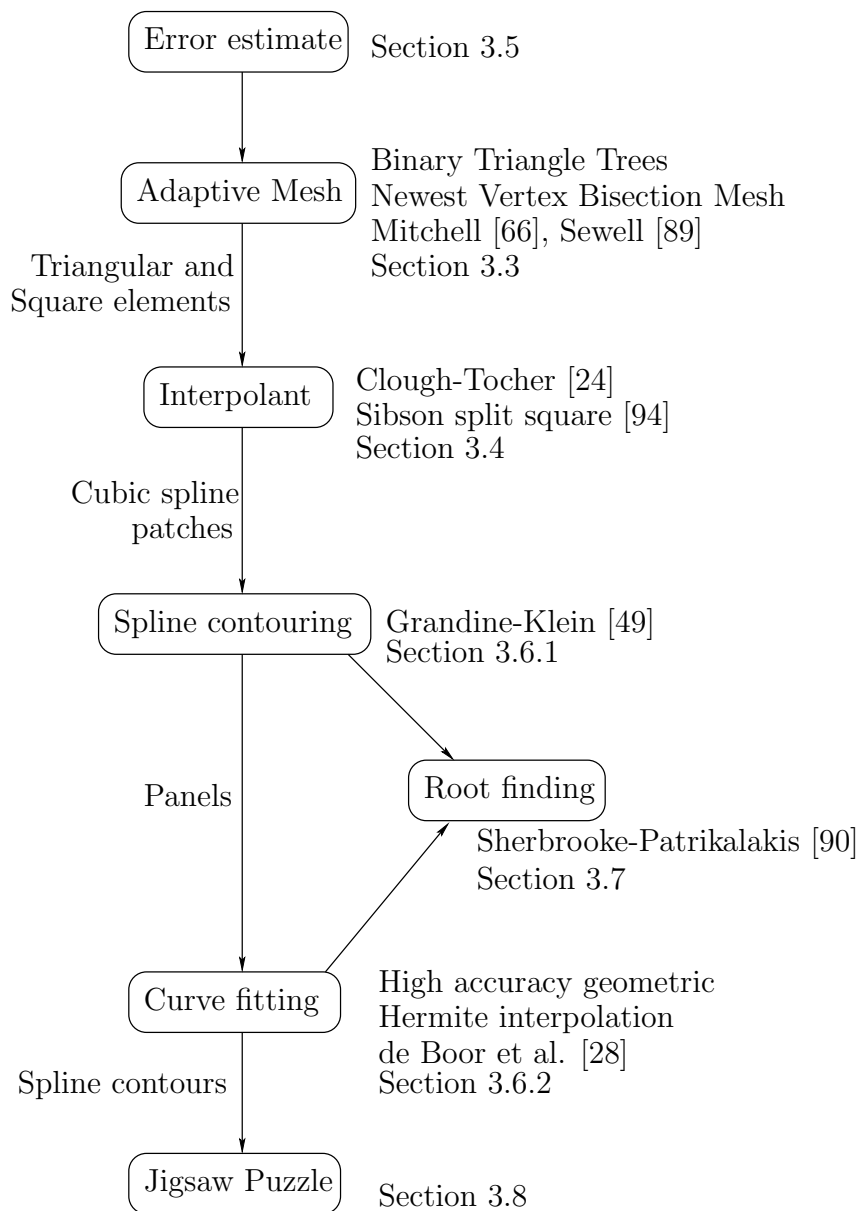 Error estimate
Section 3.5
Adaptive Mesh
Binary Triangle Trees
Newest Vertex Bisection Mesh
Mitchell [66], Sewell [89]
Section 3.3
Triangular and
Square elements
Interpolant
Clough-Tocher [24]
Sibson split square [94]
Section 3.4
Cubic spline
patches
Spline contouring
Grandine-Klein [49]
Section 3.6.1
Panels
Root finding
Sherbrooke-Patrikalakis [90]
Section 3.7
Curve fitting
High accuracy geometric
Hermite interpolation
de Boor et al. [28]
Section 3.6.2
Spline contours
Jigsaw Puzzle
Section 3.8